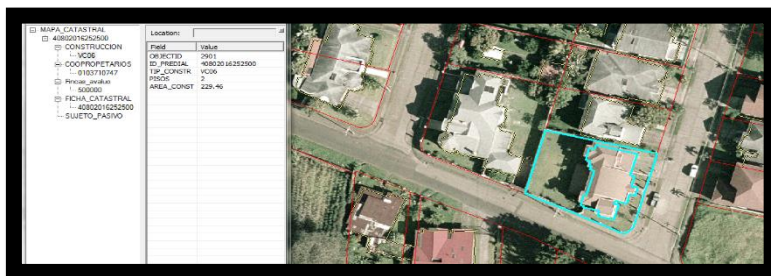 MAPA_CATASTRAL
40802016252500
CONSTRUCCION
VC06
COOPROPETARIOS
0103710747
Fincas_avaluo
500000
FICHA_CATASTRAL
40802016252500
SUJETO_PASIVO
Location:
Field Value
OBJECTID 2901
ID_PREDIAL 40802016252500
TIP_CONSTR VC06
PISOS 2
AREA_CONST 229.46